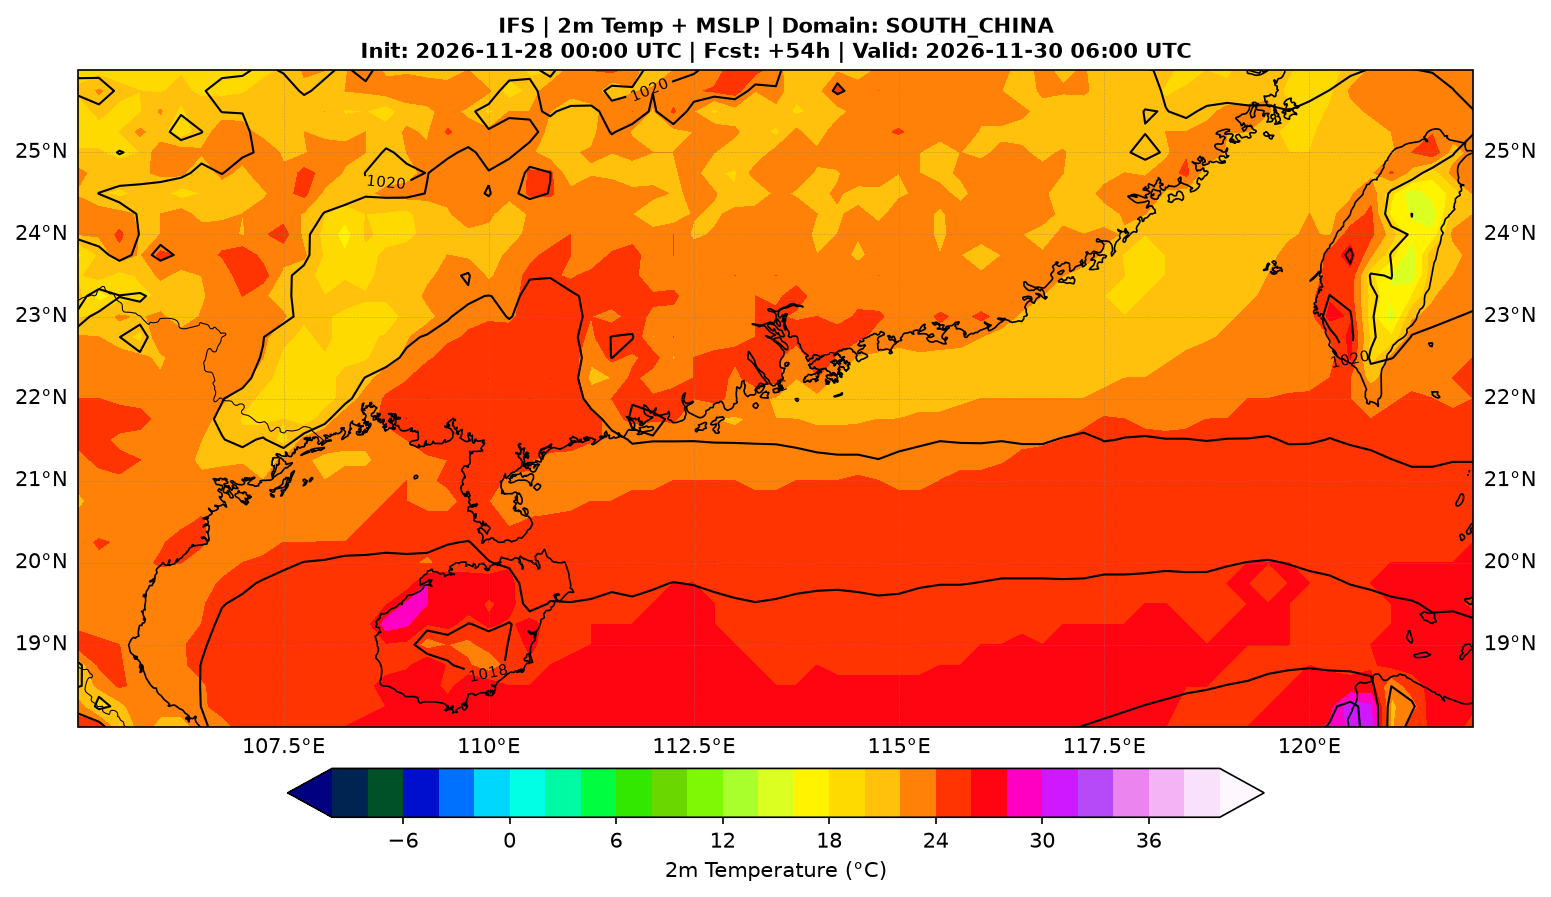 IFS | 2m Temp + MSLP | Domain: SOUTH_CHINA
Init: 2026-11-28 00:00 UTC | Fcst: +54h | Valid: 2026-11-30 06:00 UTC
1020
25°N 25°N
1020
24°N 24°N
23°N 23°N
1020
22°N 22°N
21°N 21°N
20°N 20°N
19°N 19°N
1018
107.5°E 110°E 112.5°E 115°E 117.5°E 120°E
−6 0 6 12 18 24 30 36
2m Temperature (°C)